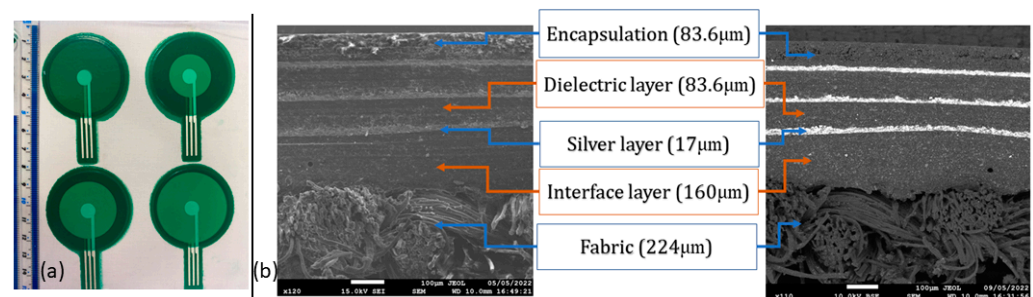 (a)
(b)
Encapsulation (83.6μm)
Dielectric layer (83.6μm)
Silver layer (17μm)
Interface layer (160μm)
Fabric (224μm)
100μm JEOL 05/05/2022
x120 15.0kV SEI SEM WD 10.0mm 16:49:21
100μm JEOL 09/05/2022
x110 10.0kV BSE SEM WD 10.0mm 16:31:54